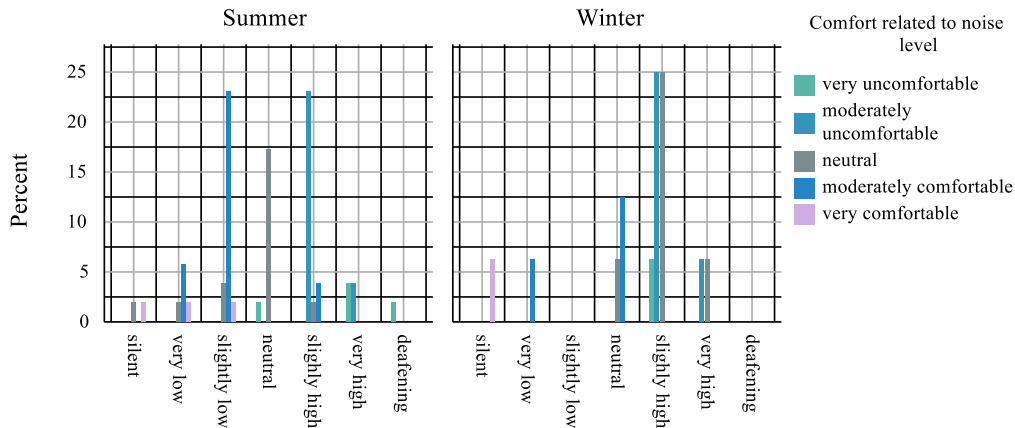 Summer
Winter
Comfort related to noise
level
very uncomfortable
moderately
uncomfortable
neutral
moderately comfortable
very comfortable
Percent
25
20
15
10
5
0
silent
very low
slightly low
neutral
slighly high
very high
deafening
silent
very low
slightly low
neutral
slighly high
very high
deafening